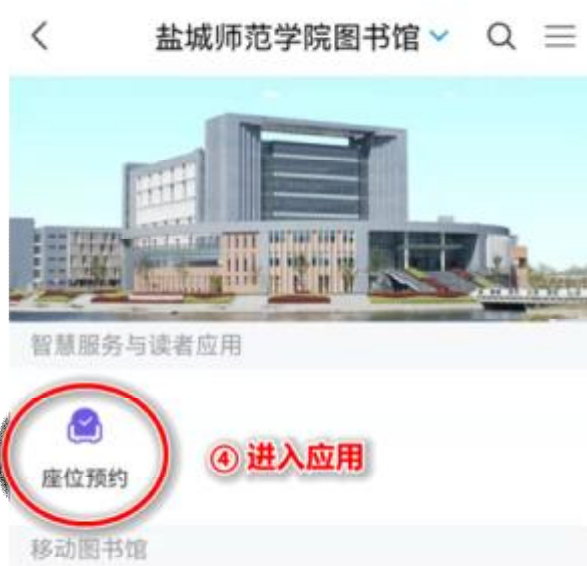 盐城师范学院图书馆
智慧服务与读者应用
座位预约
④ 进入应用
移动图书馆